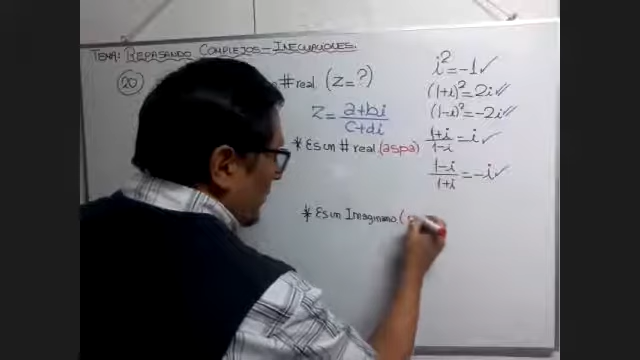 TEMA: REPASANDO COMPLEJOS–INECUACIONES.
20 # real (Z=?)
Z = a+bi / c+di
* Es un # real (aspa)
* Es un Imaginario (
i² = -1 ✓
(1+i)² = 2i //
(1-i)² = -2i //
1+i / 1-i = i ✓
1-i / 1+i = -i ✓